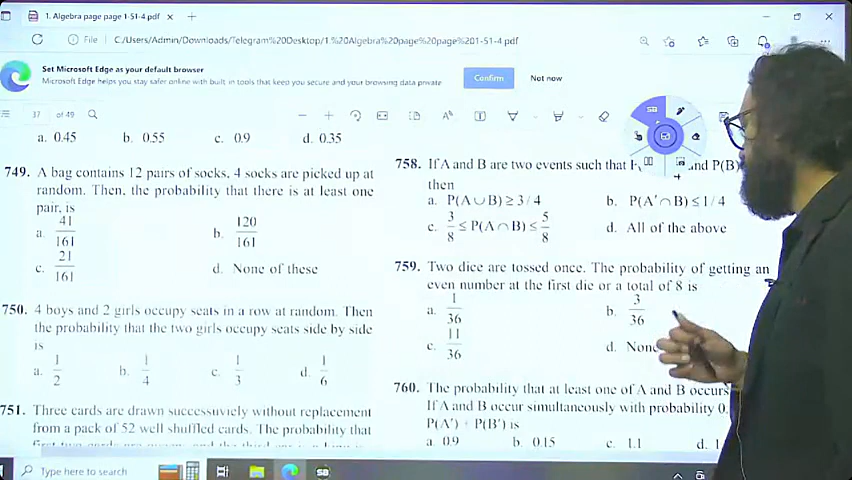 1. Algebra page page 1-51-4.pdf
File
C:/Users/Admin/Downloads/Telegram%20Desktop/1.%20Algebra%20page%20page%201-51-4.pdf
Set Microsoft Edge as your default browser
Microsoft Edge helps you stay safer online with built in tools that keep you secure and your browsing data private
Confirm
Not now
37 of 49
a. 0.45 b. 0.55 c. 0.9 d. 0.35
749. A bag contains 12 pairs of socks. 4 socks are picked up at
random. Then, the probability that there is at least one
pair, is
a. 41/161 b. 120/161
c. 21/161 d. None of these
750. 4 boys and 2 girls occupy seats in a row at random. Then
the probability that the two girls occupy seats side by side
is
a. 1/2 b. 1/4 c. 1/3 d. 1/6
751. Three cards are drawn successuviely without replacement
from a pack of 52 well shuffled cards. The probability that
758. If A and B are two events such that and P(B)
then
a. P(A∪B) ≥ 3/4 b. P(A′∩B) ≤ 1/4
c. 3/8 ≤ P(A∩B) ≤ 5/8 d. All of the above
759. Two dice are tossed once. The probability of getting an
even number at the first die or a total of 8 is
a. 1/36 b. 3/36
c. 11/36 d. None
760. The probability that at least one of A and B occurs
If A and B occur simultaneously with probability 0.
P(A′) + P(B′) is
a. 0.9 b. 0.15 c. 1.1 d. 1.
Type here to search
SB